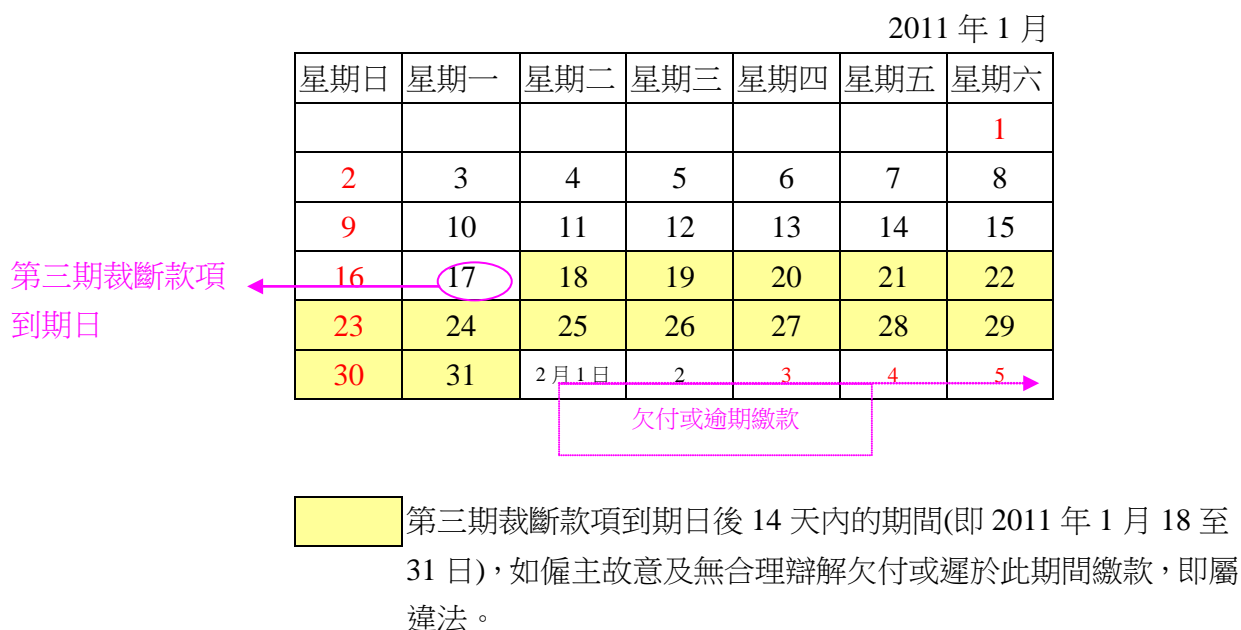 2011 年 1 月
星期日 星期一 星期二 星期三 星期四 星期五 星期六
1
2 3 4 5 6 7 8
9 10 11 12 13 14 15
第三期裁斷款項
到期日
16 17 18 19 20 21 22
23 24 25 26 27 28 29
30 31 2 月 1 日 2 3 4 5
欠付或逾期繳款
第三期裁斷款項到期日後 14 天內的期間(即 2011 年 1 月 18 至
31 日)，如僱主故意及無合理辯解欠付或遲於此期間繳款，即屬
違法。